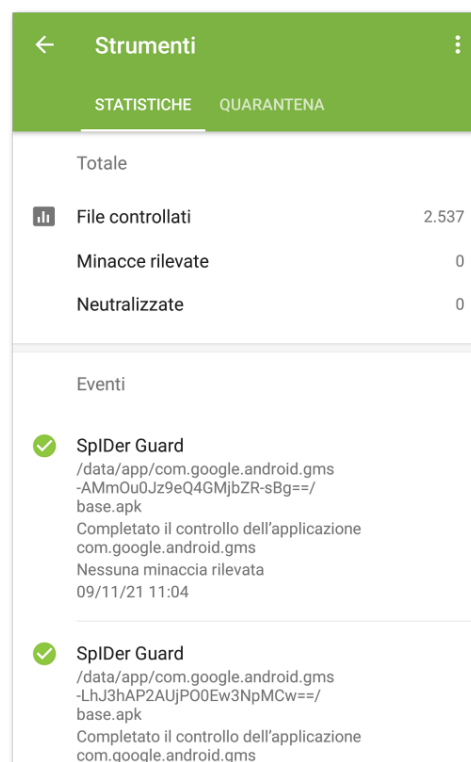 Strumenti
STATISTICHE QUARANTENA
Totale
File controllati 2.537
Minacce rilevate 0
Neutralizzate 0
Eventi
SpIDer Guard
/data/app/com.google.android.gms
-AMmOu0Jz9eQ4GMjbZR-sBg==/
base.apk
Completato il controllo dell'applicazione
com.google.android.gms
Nessuna minaccia rilevata
09/11/21 11:04
SpIDer Guard
/data/app/com.google.android.gms
-LhJ3hAP2AUjPO0Ew3NpMCw==/
base.apk
Completato il controllo dell'applicazione
com.google.android.gms